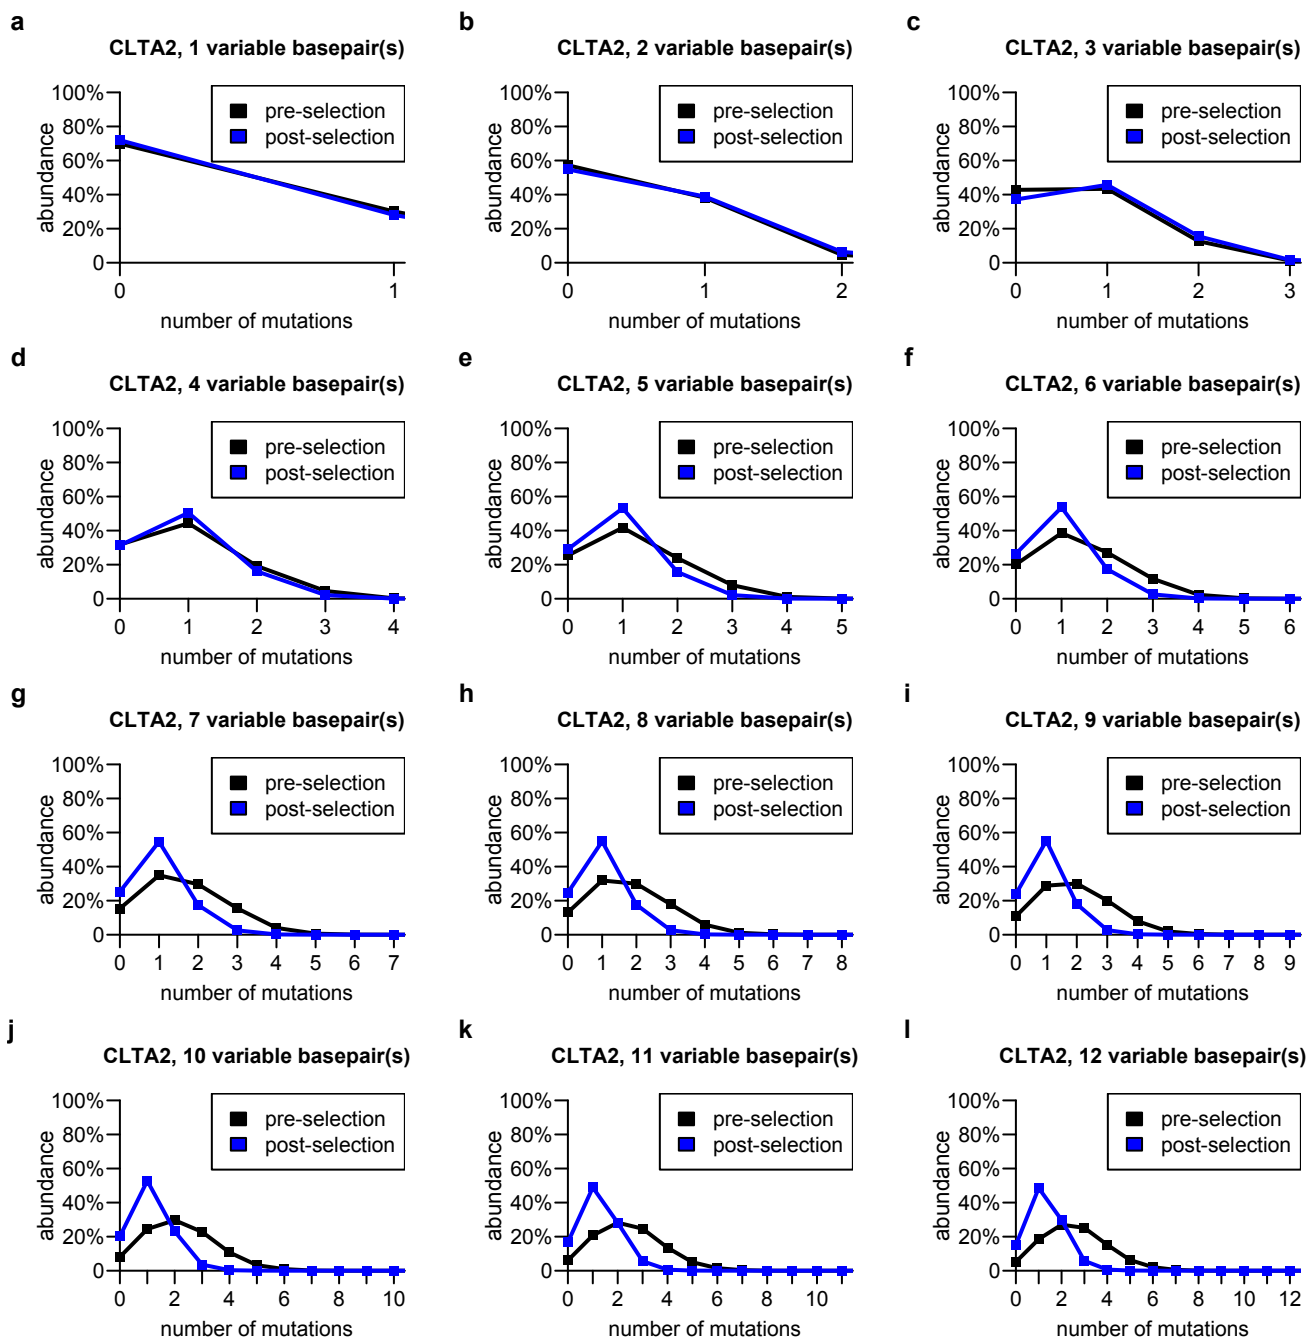 a
CLTA2, 1 variable basepair(s)
100%
80%
60%
40%
20%
0
abundance
pre-selection
post-selection
0 1
number of mutations
b
CLTA2, 2 variable basepair(s)
100%
80%
60%
40%
20%
0
abundance
pre-selection
post-selection
0 1 2
number of mutations
c
CLTA2, 3 variable basepair(s)
100%
80%
60%
40%
20%
0
abundance
pre-selection
post-selection
0 1 2 3
number of mutations
d
CLTA2, 4 variable basepair(s)
100%
80%
60%
40%
20%
0
abundance
pre-selection
post-selection
0 1 2 3 4
number of mutations
e
CLTA2, 5 variable basepair(s)
100%
80%
60%
40%
20%
0
abundance
pre-selection
post-selection
0 1 2 3 4 5
number of mutations
f
CLTA2, 6 variable basepair(s)
100%
80%
60%
40%
20%
0
abundance
pre-selection
post-selection
0 1 2 3 4 5 6
number of mutations
g
CLTA2, 7 variable basepair(s)
100%
80%
60%
40%
20%
0
abundance
pre-selection
post-selection
0 1 2 3 4 5 6 7
number of mutations
h
CLTA2, 8 variable basepair(s)
100%
80%
60%
40%
20%
0
abundance
pre-selection
post-selection
0 1 2 3 4 5 6 7 8
number of mutations
i
CLTA2, 9 variable basepair(s)
100%
80%
60%
40%
20%
0
abundance
pre-selection
post-selection
0 1 2 3 4 5 6 7 8 9
number of mutations
j
CLTA2, 10 variable basepair(s)
100%
80%
60%
40%
20%
0
abundance
pre-selection
post-selection
0 2 4 6 8 10
number of mutations
k
CLTA2, 11 variable basepair(s)
100%
80%
60%
40%
20%
0
abundance
pre-selection
post-selection
0 2 4 6 8 10
number of mutations
l
CLTA2, 12 variable basepair(s)
100%
80%
60%
40%
20%
0
abundance
pre-selection
post-selection
0 2 4 6 8 10 12
number of mutations